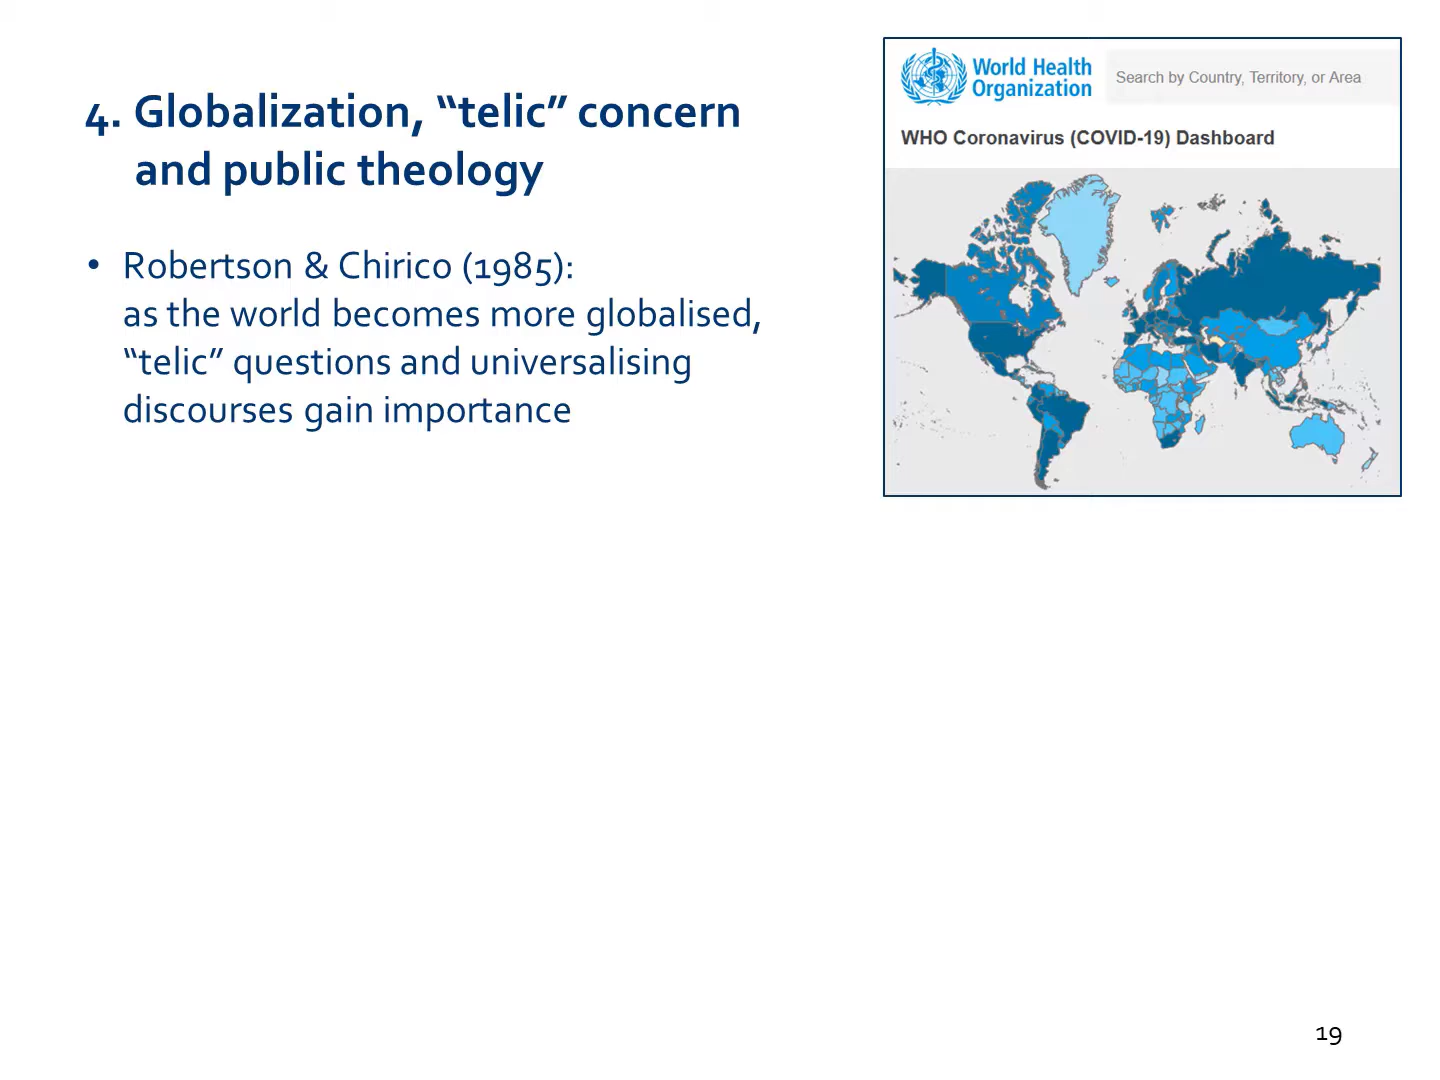 4. Globalization, “telic” concern
and public theology
• Robertson & Chirico (1985):
as the world becomes more globalised,
“telic” questions and universalising
discourses gain importance
World Health
Organization
Search by Country, Territory, or Area
WHO Coronavirus (COVID-19) Dashboard
19